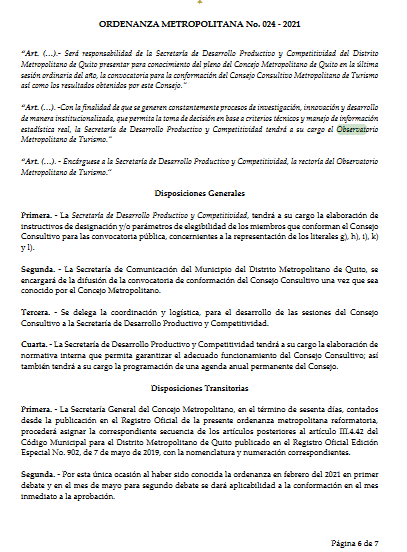 ORDENANZA METROPOLITANA No. 024 - 2021
"Art. (…).- Será responsabilidad de la Secretaría de Desarrollo Productivo y Competitividad del Distrito
Metropolitano de Quito presentar para conocimiento del pleno del Concejo Metropolitano de Quito en la última
sesión ordinaria del año, la convocatoria para la conformación del Consejo Consultivo Metropolitano de Turismo
así como los resultados obtenidos por este Consejo."
"Art. (…). -Con la finalidad de que se generen constantemente procesos de investigación, innovación y desarrollo
de manera institucionalizada, que permita la toma de decisión en base a criterios técnicos y manejo de información
estadística real, la Secretaría de Desarrollo Productivo y Competitividad tendrá a su cargo el Observatorio
Metropolitano de Turismo."
"Art. (…). - Encárguese a la Secretaría de Desarrollo Productivo y Competitividad, la rectoría del Observatorio
Metropolitano de Turismo."
Disposiciones Generales
Primera. - La Secretaría de Desarrollo Productivo y Competitividad, tendrá a su cargo la elaboración de
instructivos de designación y/o parámetros de elegibilidad de los miembros que conforman el Consejo
Consultivo para las convocatoria pública, concernientes a la representación de los literales g), h), i), k)
y l).
Segunda. - La Secretaría de Comunicación del Municipio del Distrito Metropolitano de Quito, se
encargará de la difusión de la convocatoria de conformación del Consejo Consultivo una vez que sea
conocido por el Concejo Metropolitano.
Tercera. - Se delega la coordinación y logística, para el desarrollo de las sesiones del Consejo
Consultivo a la Secretaría de Desarrollo Productivo y Competitividad.
Cuarta. - La Secretaría de Desarrollo Productivo y Competitividad tendrá a su cargo la elaboración de
normativa interna que permita garantizar el adecuado funcionamiento del Consejo Consultivo; así
también tendrá a su cargo la programación de una agenda anual permanente del Consejo.
Disposiciones Transitorias
Primera. - La Secretaría General del Concejo Metropolitano, en el término de sesenta días, contados
desde la publicación en el Registro Oficial de la presente ordenanza metropolitana reformatoria,
procederá asignar la correspondiente secuencia de los artículos posteriores al artículo III.4.42 del
Código Municipal para el Distrito Metropolitano de Quito publicado en el Registro Oficial Edición
Especial No. 902, de 7 de mayo de 2019, con la nomenclatura y numeración correspondientes.
Segunda. - Por esta única ocasión al haber sido conocida la ordenanza en febrero del 2021 en primer
debate y en el mes de mayo para segundo debate se dará aplicabilidad a la conformación en el mes
inmediato a la aprobación.
Página 6 de 7